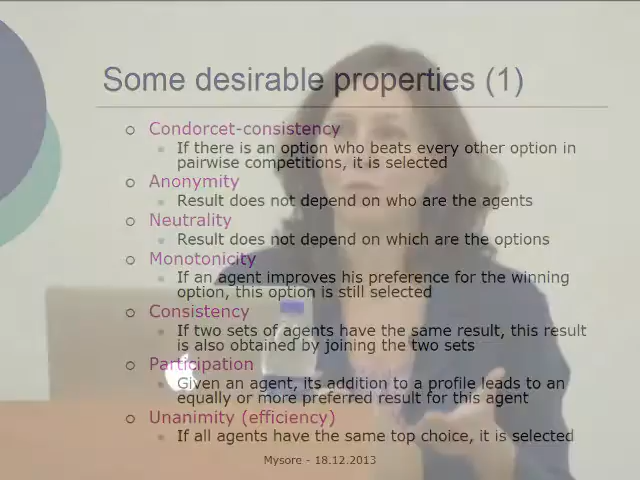 Some desirable properties (1)
Condorcet-consistency
If there is an option who beats every other option in
pairwise competitions, it is selected
Anonymity
Result does not depend on who are the agents
Neutrality
Result does not depend on which are the options
Monotonicity
If an agent improves his preference for the winning
option, this option is still selected
Consistency
If two sets of agents have the same result, this result
is also obtained by joining the two sets
Participation
Given an agent, its addition to a profile leads to an
equally or more preferred result for this agent
Unanimity (efficiency)
If all agents have the same top choice, it is selected
Mysore - 18.12.2013